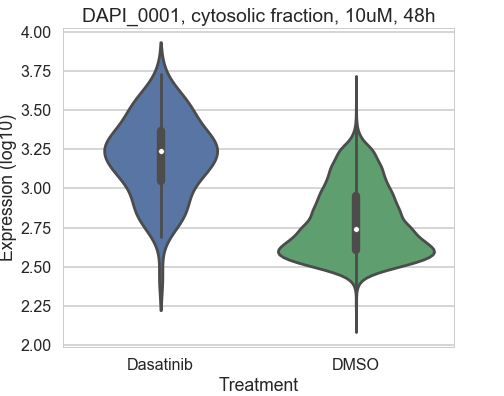 DAPI_0001, cytosolic fraction, 10uM, 48h
Expression (log10)
4.00
3.75
3.50
3.25
3.00
2.75
2.50
2.25
2.00
Dasatinib DMSO
Treatment